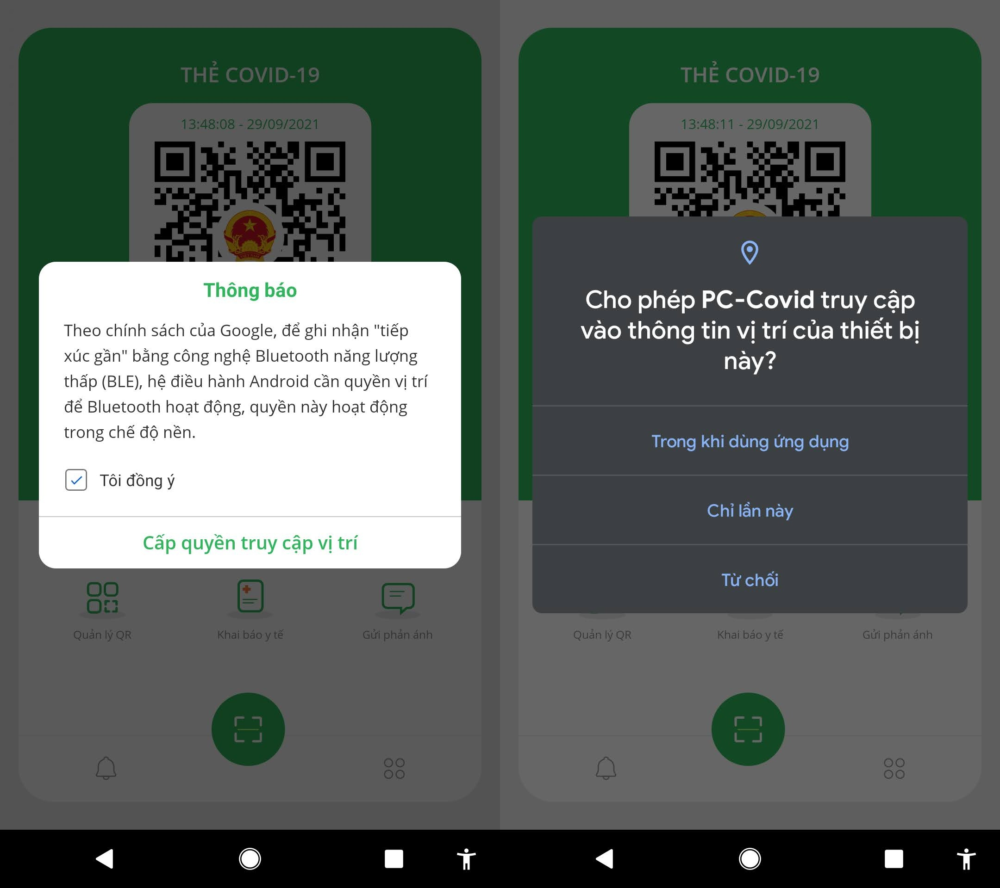 THẺ COVID-19
13:48:08 - 29/09/2021
VIỆT NAM
Thông báo
Theo chính sách của Google, để ghi nhận "tiếp
xúc gần" bằng công nghệ Bluetooth năng lượng
thấp (BLE), hệ điều hành Android cần quyền vị trí
để Bluetooth hoạt động, quyền này hoạt động
trong chế độ nền.
Tôi đồng ý
Cấp quyền truy cập vị trí
Quản lý QR
Khai báo y tế
Gửi phản ánh
THẺ COVID-19
13:48:11 - 29/09/2021
Cho phép PC-Covid truy cập
vào thông tin vị trí của thiết bị
này?
Trong khi dùng ứng dụng
Chỉ lần này
Từ chối
Quản lý QR
Khai báo y tế
Gửi phản ánh